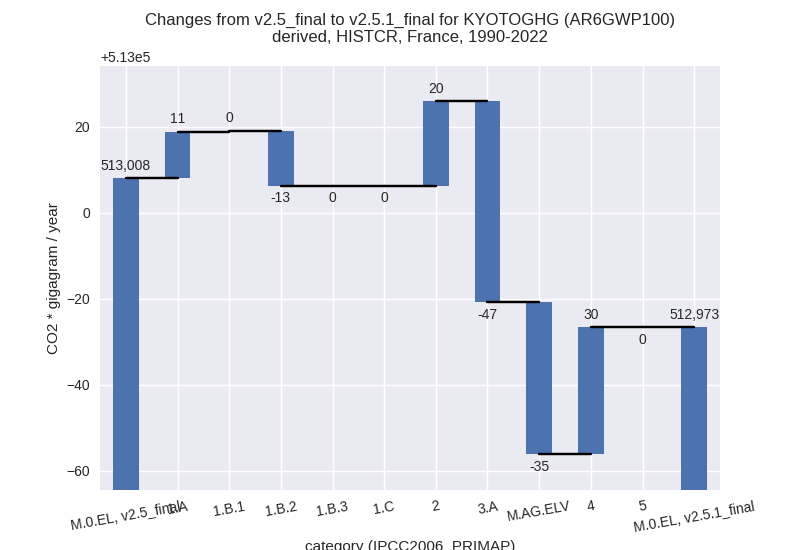 Changes from v2.5_final to v2.5.1_final for KYOTOGHG (AR6GWP100)
derived, HISTCR, France, 1990-2022
+5.13e5
20
11
0
20
513,008
0
-13
0
0
−20
-47
30
512,973
0
−40
-35
−60
CO2 * gigagram / year
M.0.EL, v2.5_final
1.A
1.B.1
1.B.2
1.B.3
1.C
2
3.A
M.AG.ELV
4
5
M.0.EL, v2.5.1_final
category (IPCC2006_PRIMAP)